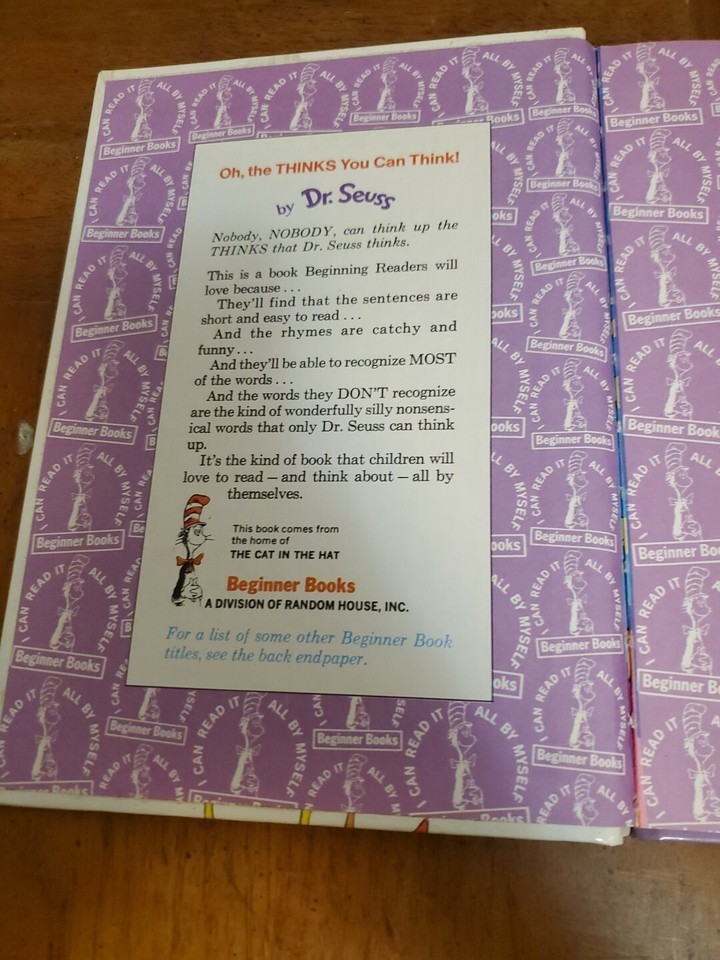 Oh, the THINKS You Can Think!
by Dr. Seuss
Nobody, NOBODY, can think up the
THINKS that Dr. Seuss thinks.
This is a book Beginning Readers will
love because . . .
They'll find that the sentences are
short and easy to read . . .
And the rhymes are catchy and
funny . . .
And they'll be able to recognize MOST
of the words . . .
And the words they DON'T recognize
are the kind of wonderfully silly nonsens-
ical words that only Dr. Seuss can think
up.
It's the kind of book that children will
love to read — and think about — all by
themselves.
This book comes from
the home of
THE CAT IN THE HAT
Beginner Books
A DIVISION OF RANDOM HOUSE, INC.
For a list of some other Beginner Book
titles, see the back endpaper.
I CAN READ IT ALL BY MYSELF
Beginner Books